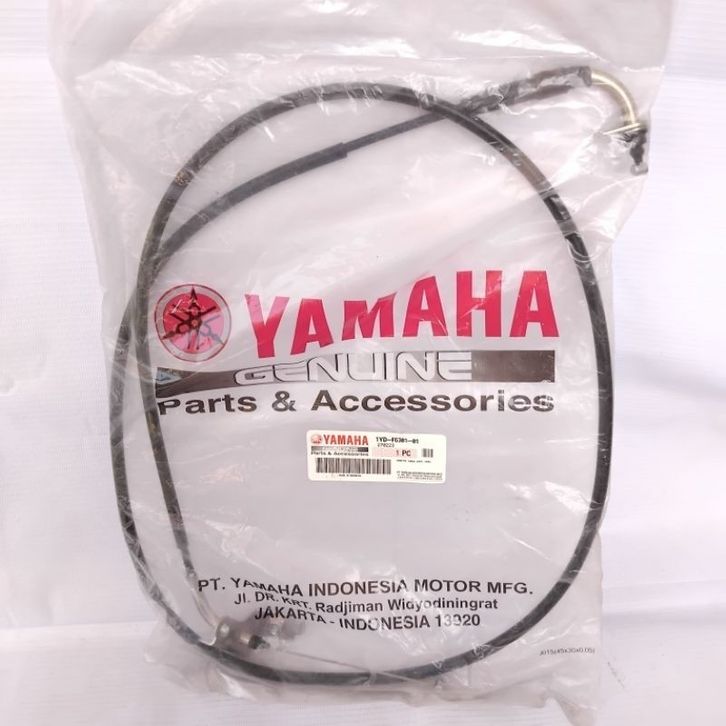 YAMAHA
GENUINE
Parts & Accessories
YAMAHA
Parts & Accessories
1YD-F6301-01
270223
1 PC
PT. YAMAHA INDONESIA MOTOR MFG.
Jl. DR. KRT. Radjiman Widyodiningrat
JAKARTA - INDONESIA 13920